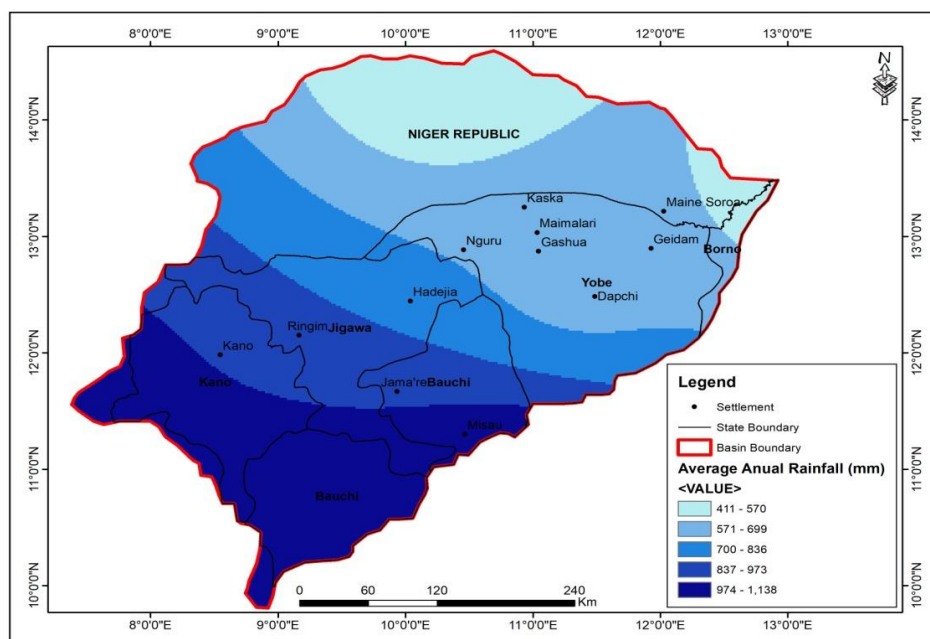 8°0'0"E 9°0'0"E 10°0'0"E 11°0'0"E 12°0'0"E 13°0'0"E
N
14°0'0"N 14°0'0"N
NIGER REPUBLIC
Kaska
Maine Soroa
Maimalari
13°0'0"N 13°0'0"N
Nguru
Gashua
Geidam
Borno
Yobe
Dapchi
Hadejia
Ringim
Jigawa
12°0'0"N 12°0'0"N
Kano
Kano
Jama're
Bauchi
Misau
11°0'0"N 11°0'0"N
Bauchi
10°0'0"N 10°0'0"N
Legend
Settlement
State Boundary
Basin Boundary
Average Anual Rainfall (mm)
<VALUE>
411 - 570
571 - 699
700 - 836
837 - 973
974 - 1,138
0 60 120 240
Km
8°0'0"E 9°0'0"E 10°0'0"E 11°0'0"E 12°0'0"E 13°0'0"E